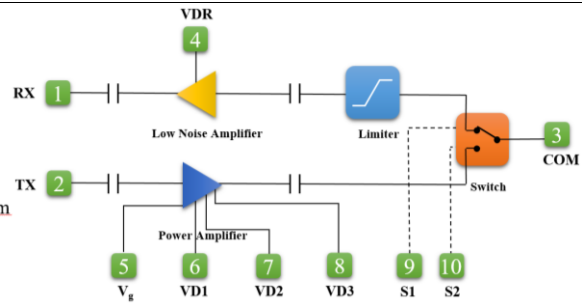 VDR
4
RX 1
Low Noise Amplifier
Limiter
3
COM
Switch
TX 2
m
Power Amplifier
5 6 7 8 9 10
Vg VD1 VD2 VD3 S1 S2